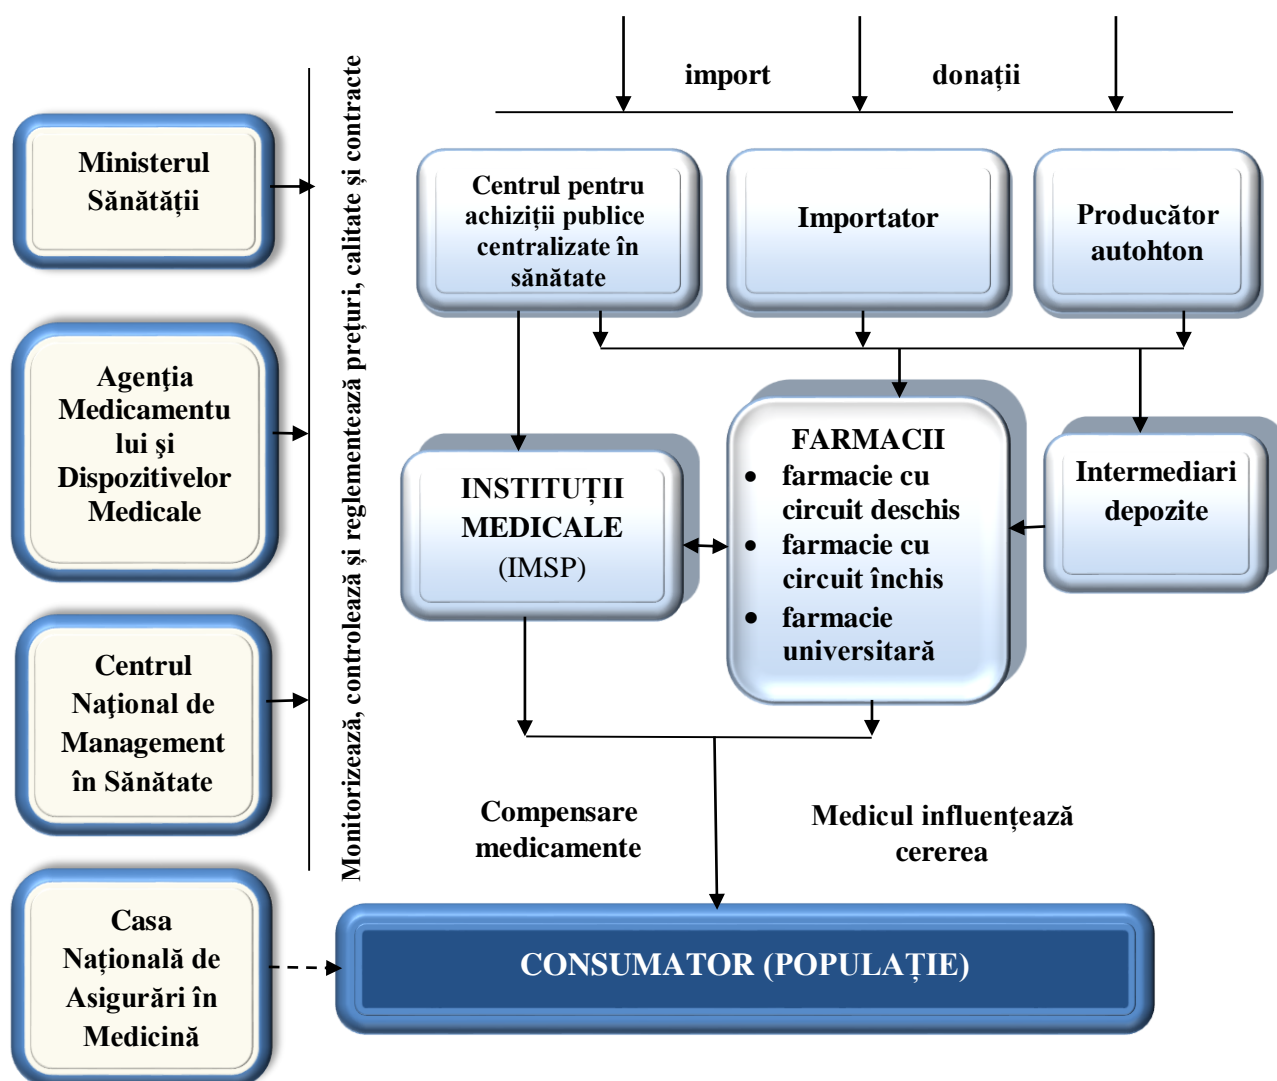 import
donații
Ministerul
Sănătății
Agenţia
Medicamentu
lui şi
Dispozitivelor
Medicale
Centrul
Naţional de
Management
în Sănătate
Casa
Națională de
Asigurări în
Medicină
Monitorizează, controlează și reglementează prețuri, calitate și contracte
Centrul pentru
achiziții publice
centralizate în
sănătate
Importator
Producător
autohton
INSTITUȚII
MEDICALE
(IMSP)
FARMACII
• farmacie cu
circuit deschis
• farmacie cu
circuit închis
• farmacie
universitară
Intermediari
depozite
Compensare
medicamente
Medicul influențează
cererea
CONSUMATOR (POPULAȚIE)